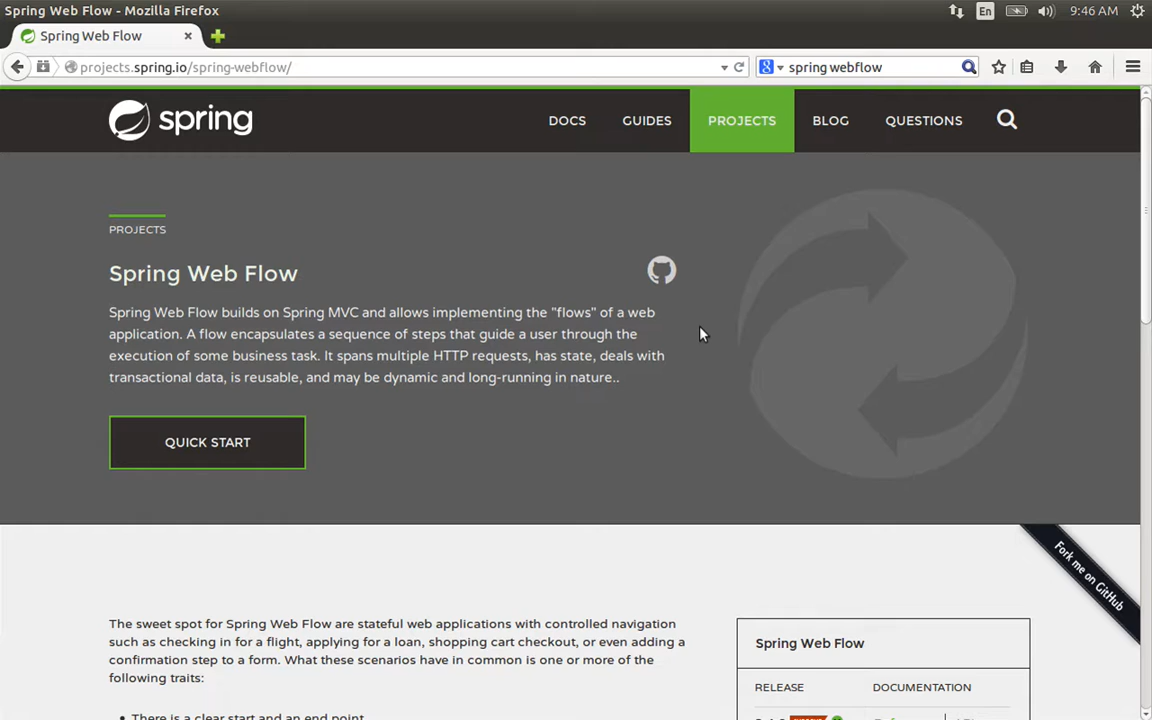 Spring Web Flow - Mozilla Firefox
En
9:46 AM
Spring Web Flow
projects.spring.io/spring-webflow/
spring webflow
spring
DOCS
GUIDES
PROJECTS
BLOG
QUESTIONS
PROJECTS
Spring Web Flow
Spring Web Flow builds on Spring MVC and allows implementing the "flows" of a web
application. A flow encapsulates a sequence of steps that guide a user through the
execution of some business task. It spans multiple HTTP requests, has state, deals with
transactional data, is reusable, and may be dynamic and long-running in nature..
QUICK START
Fork me on GitHub
The sweet spot for Spring Web Flow are stateful web applications with controlled navigation
such as checking in for a flight, applying for a loan, shopping cart checkout, or even adding a
confirmation step to a form. What these scenarios have in common is one or more of the
following traits:
• There is a clear start and an end point.
Spring Web Flow
RELEASE
DOCUMENTATION